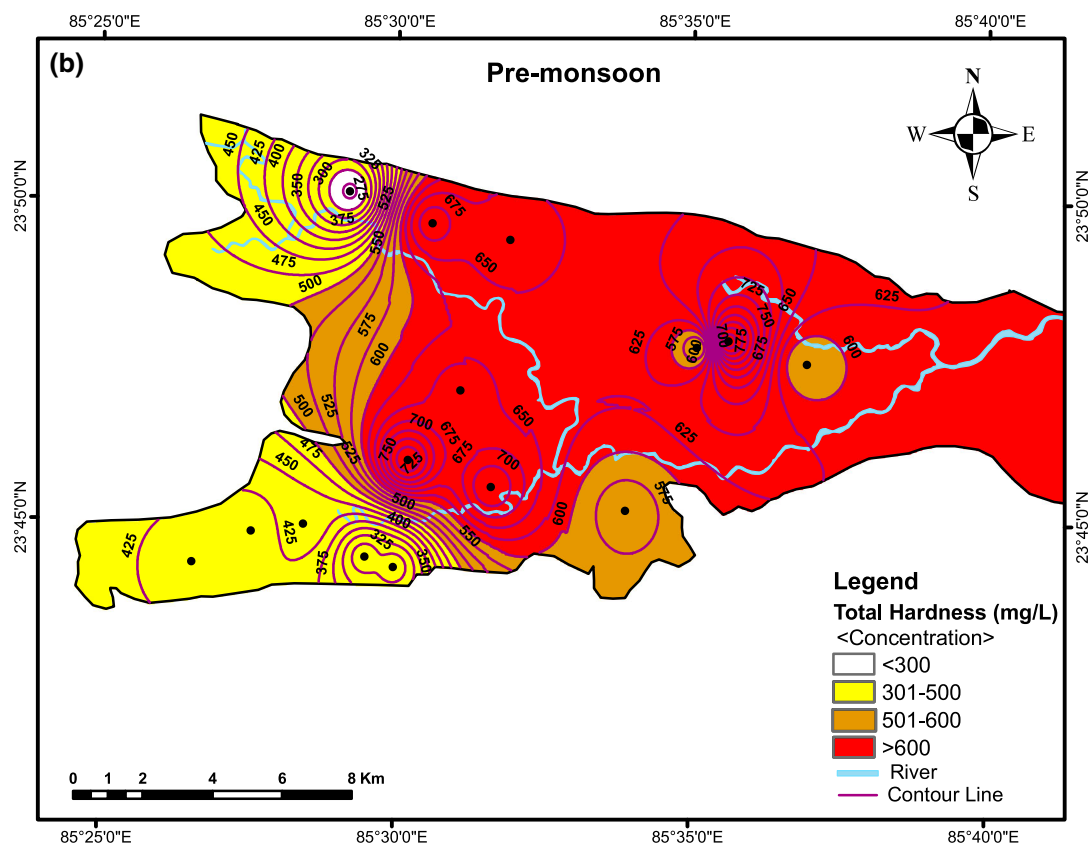 85°25'0"E 85°30'0"E 85°35'0"E 85°40'0"E
(b)
Pre-monsoon
N
W E
S
23°50'0"N 23°50'0"N
450 425 400 350 300 325 275 525
375 450 475 500 550
675 650
575 600
725 650 625
750 775 700 675
625 575 600 600
500 525 525 475 450
700 675 675 650 750 725 700
625 600 575
500 400 550
425 425 375 325 350
23°45'0"N 23°45'0"N
Legend
Total Hardness (mg/L)
<Concentration>
<300
301-500
501-600
>600
River
Contour Line
0 1 2 4 6 8 Km
85°25'0"E 85°30'0"E 85°35'0"E 85°40'0"E